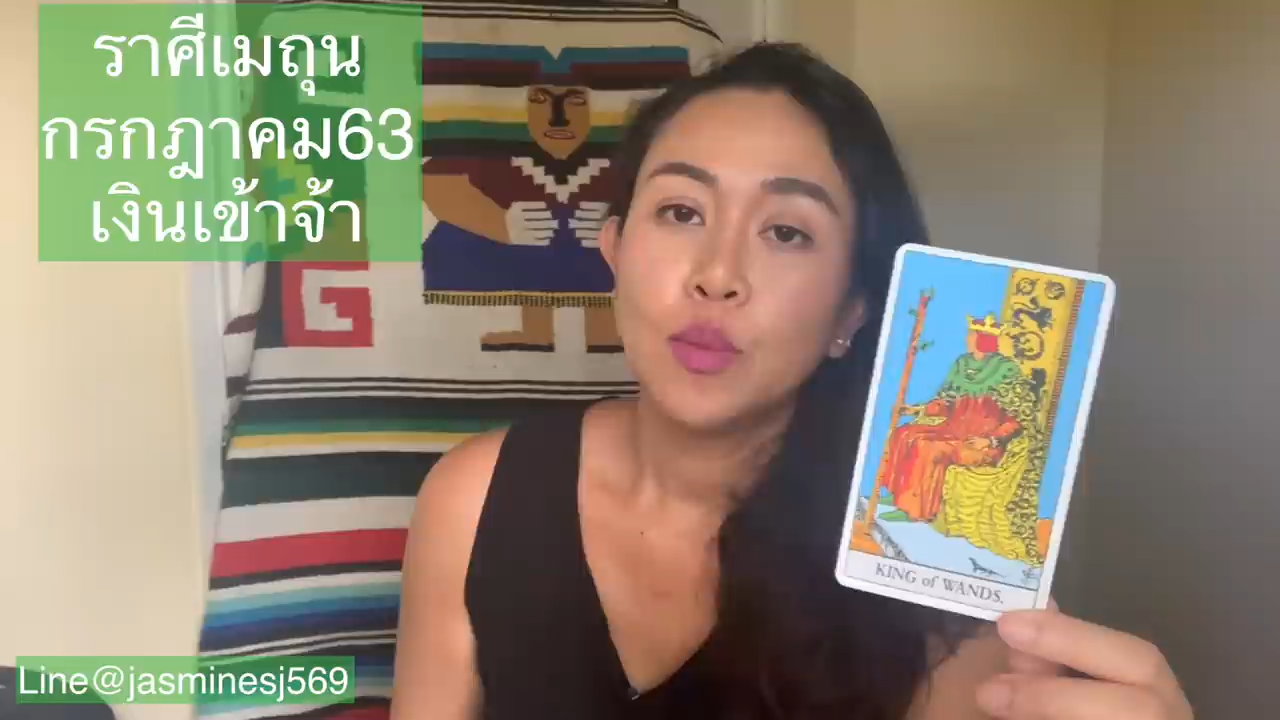 ราศีเมถุน
กรกฎาคม63
เงินเข้าจ้า
KING of WANDS.
Line@jasminesj569